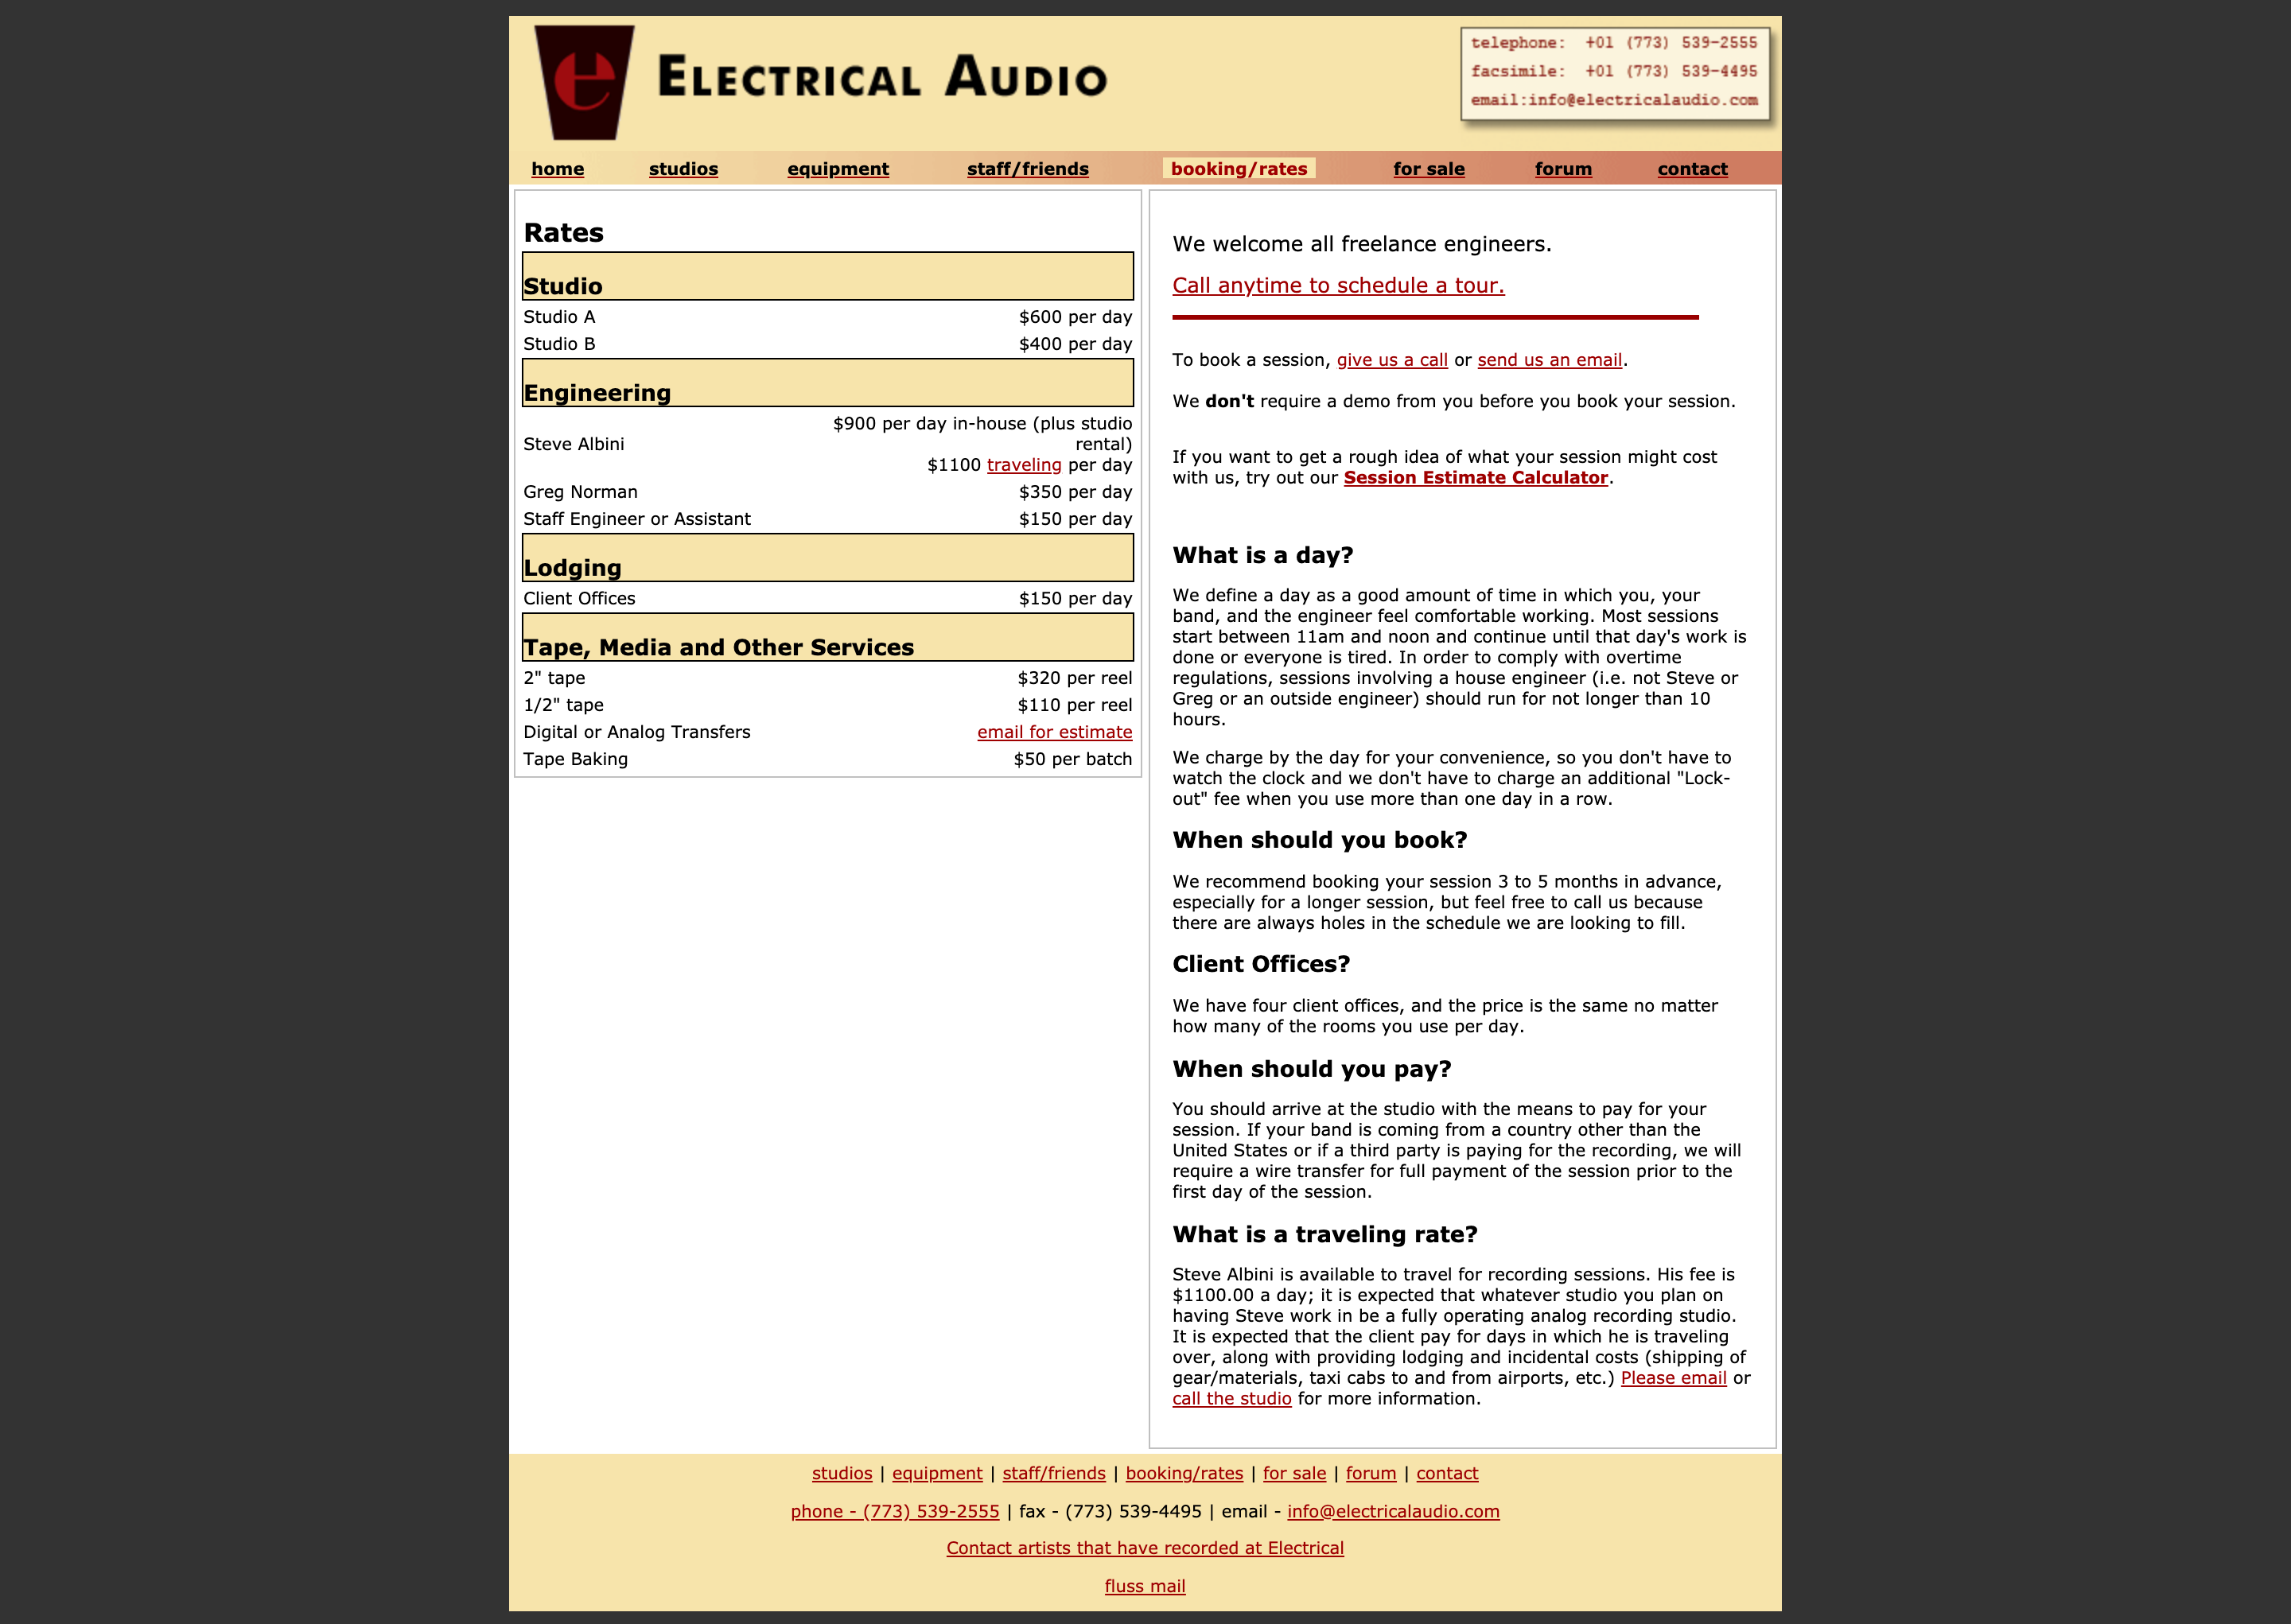 e
ELECTRICAL AUDIO
telephone: +01 (773) 539-2555
facsimile: +01 (773) 539-4495
email:info@electricalaudio.com
home studios equipment staff/friends booking/rates for sale forum contact
Rates
Studio
Studio A $600 per day
Studio B $400 per day
Engineering
Steve Albini $900 per day in-house (plus studio
rental)
$1100 traveling per day
Greg Norman $350 per day
Staff Engineer or Assistant $150 per day
Lodging
Client Offices $150 per day
Tape, Media and Other Services
2" tape $320 per reel
1/2" tape $110 per reel
Digital or Analog Transfers email for estimate
Tape Baking $50 per batch
We welcome all freelance engineers.
Call anytime to schedule a tour.
To book a session, give us a call or send us an email.
We don't require a demo from you before you book your session.
If you want to get a rough idea of what your session might cost
with us, try out our Session Estimate Calculator.
What is a day?
We define a day as a good amount of time in which you, your
band, and the engineer feel comfortable working. Most sessions
start between 11am and noon and continue until that day's work is
done or everyone is tired. In order to comply with overtime
regulations, sessions involving a house engineer (i.e. not Steve or
Greg or an outside engineer) should run for not longer than 10
hours.
We charge by the day for your convenience, so you don't have to
watch the clock and we don't have to charge an additional "Lock-
out" fee when you use more than one day in a row.
When should you book?
We recommend booking your session 3 to 5 months in advance,
especially for a longer session, but feel free to call us because
there are always holes in the schedule we are looking to fill.
Client Offices?
We have four client offices, and the price is the same no matter
how many of the rooms you use per day.
When should you pay?
You should arrive at the studio with the means to pay for your
session. If your band is coming from a country other than the
United States or if a third party is paying for the recording, we will
require a wire transfer for full payment of the session prior to the
first day of the session.
What is a traveling rate?
Steve Albini is available to travel for recording sessions. His fee is
$1100.00 a day; it is expected that whatever studio you plan on
having Steve work in be a fully operating analog recording studio.
It is expected that the client pay for days in which he is traveling
over, along with providing lodging and incidental costs (shipping of
gear/materials, taxi cabs to and from airports, etc.) Please email or
call the studio for more information.
studios | equipment | staff/friends | booking/rates | for sale | forum | contact
phone - (773) 539-2555 | fax - (773) 539-4495 | email - info@electricalaudio.com
Contact artists that have recorded at Electrical
fluss mail